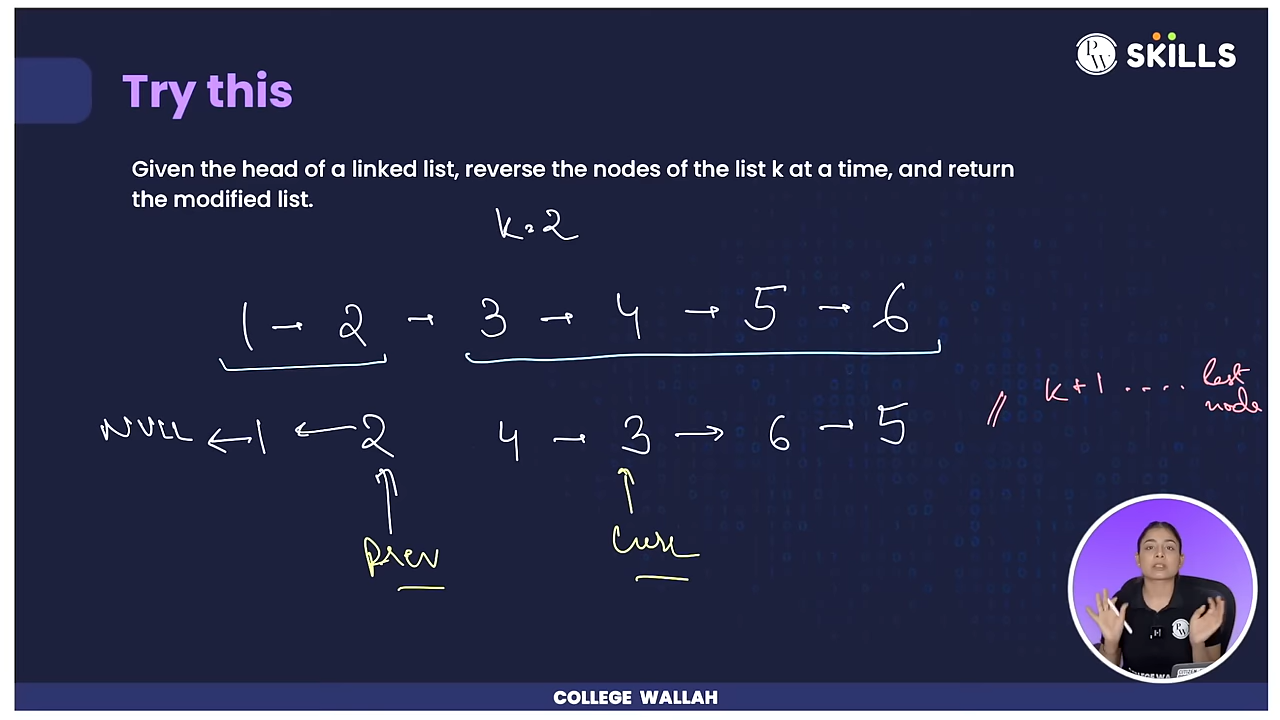 PW SKILLS
Try this
Given the head of a linked list, reverse the nodes of the list k at a time, and return
the modified list.
K=2
1 → 2 → 3 → 4 → 5 → 6
// K+1 ..... last
node
NULL ← 1 ← 2 4 → 3 → 6 → 5
Prev Curr
PW
COLLEGE WALLAH